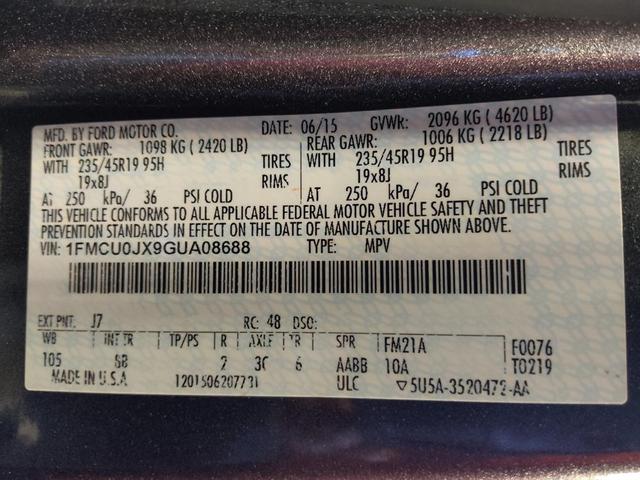 MFD. BY FORD MOTOR CO. DATE: 06/15 GVWR: 2096 KG (4620 LB)
FRONT GAWR: 1098 KG (2420 LB) REAR GAWR: 1006 KG (2218 LB)
WITH 235/45R19 95H TIRES WITH 235/45R19 95H TIRES
19x8J RIMS 19x8J RIMS
AT 250 kPa/ 36 PSI COLD AT 250 kPa/ 36 PSI COLD
THIS VEHICLE CONFORMS TO ALL APPLICABLE FEDERAL MOTOR VEHICLE SAFETY AND THEFT
PREVENTION STANDARDS IN EFFECT ON THE DATE OF MANUFACTURE SHOWN ABOVE.
VIN: 1FMCU0JX9GUA08688 TYPE: MPV
EXT PNT: J7 RC: 48 DSO:
WB INT TR TP/PS R AXLE TR SPR FM21A F0076
105 6 AABB 10A T0219
MADE IN U.S.A ULC ▽5U5A-3520472-AA